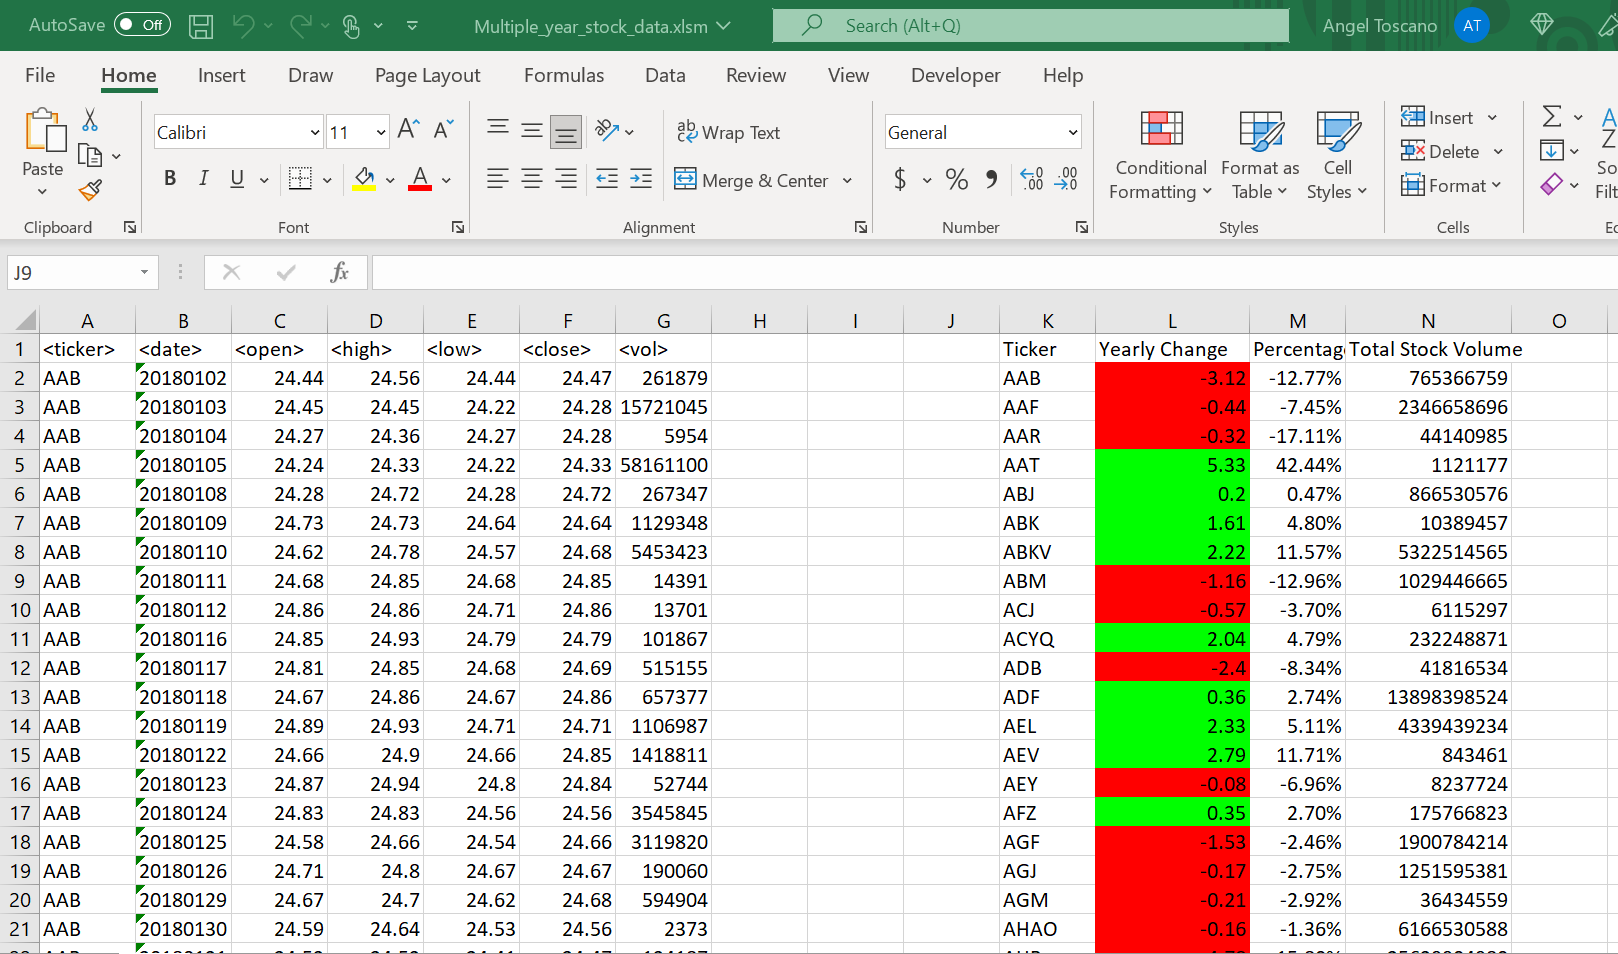 AutoSave Off Multiple_year_stock_data.xlsm Search (Alt+Q) Angel Toscano AT
File Home Insert Draw Page Layout Formulas Data Review View Developer Help
Paste
Calibri 11 A A
B I U A
ab Wrap Text
Merge & Center
General
$ % .00 .00
Conditional Formatting
Format as Table
Cell Styles
Insert
Delete
Format
Clipboard Font Alignment Number Styles Cells
J9 fx
A B C D E F G H I J K L M N O
1 <ticker> <date> <open> <high> <low> <close> <vol> Ticker Yearly Change Percentag Total Stock Volume
2 AAB 20180102 24.44 24.56 24.44 24.47 261879 AAB -3.12 -12.77% 765366759
3 AAB 20180103 24.45 24.45 24.22 24.28 15721045 AAF -0.44 -7.45% 2346658696
4 AAB 20180104 24.27 24.36 24.27 24.28 5954 AAR -0.32 -17.11% 44140985
5 AAB 20180105 24.24 24.33 24.22 24.33 58161100 AAT 5.33 42.44% 1121177
6 AAB 20180108 24.28 24.72 24.28 24.72 267347 ABJ 0.2 0.47% 866530576
7 AAB 20180109 24.73 24.73 24.64 24.64 1129348 ABK 1.61 4.80% 10389457
8 AAB 20180110 24.62 24.78 24.57 24.68 5453423 ABKV 2.22 11.57% 5322514565
9 AAB 20180111 24.68 24.85 24.68 24.85 14391 ABM -1.16 -12.96% 1029446665
10 AAB 20180112 24.86 24.86 24.71 24.86 13701 ACJ -0.57 -3.70% 6115297
11 AAB 20180116 24.85 24.93 24.79 24.79 101867 ACYQ 2.04 4.79% 232248871
12 AAB 20180117 24.81 24.85 24.68 24.69 515155 ADB -2.4 -8.34% 41816534
13 AAB 20180118 24.67 24.86 24.67 24.86 657377 ADF 0.36 2.74% 13898398524
14 AAB 20180119 24.89 24.93 24.71 24.71 1106987 AEL 2.33 5.11% 4339439234
15 AAB 20180122 24.66 24.9 24.66 24.85 1418811 AEV 2.79 11.71% 843461
16 AAB 20180123 24.87 24.94 24.8 24.84 52744 AEY -0.08 -6.96% 8237724
17 AAB 20180124 24.83 24.83 24.56 24.56 3545845 AFZ 0.35 2.70% 175766823
18 AAB 20180125 24.58 24.66 24.54 24.66 3119820 AGF -1.53 -2.46% 1900784214
19 AAB 20180126 24.71 24.8 24.67 24.67 190060 AGJ -0.17 -2.75% 1251595381
20 AAB 20180129 24.67 24.7 24.62 24.68 594904 AGM -0.21 -2.92% 36434559
21 AAB 20180130 24.59 24.64 24.53 24.56 2373 AHAO -0.16 -1.36% 6166530588